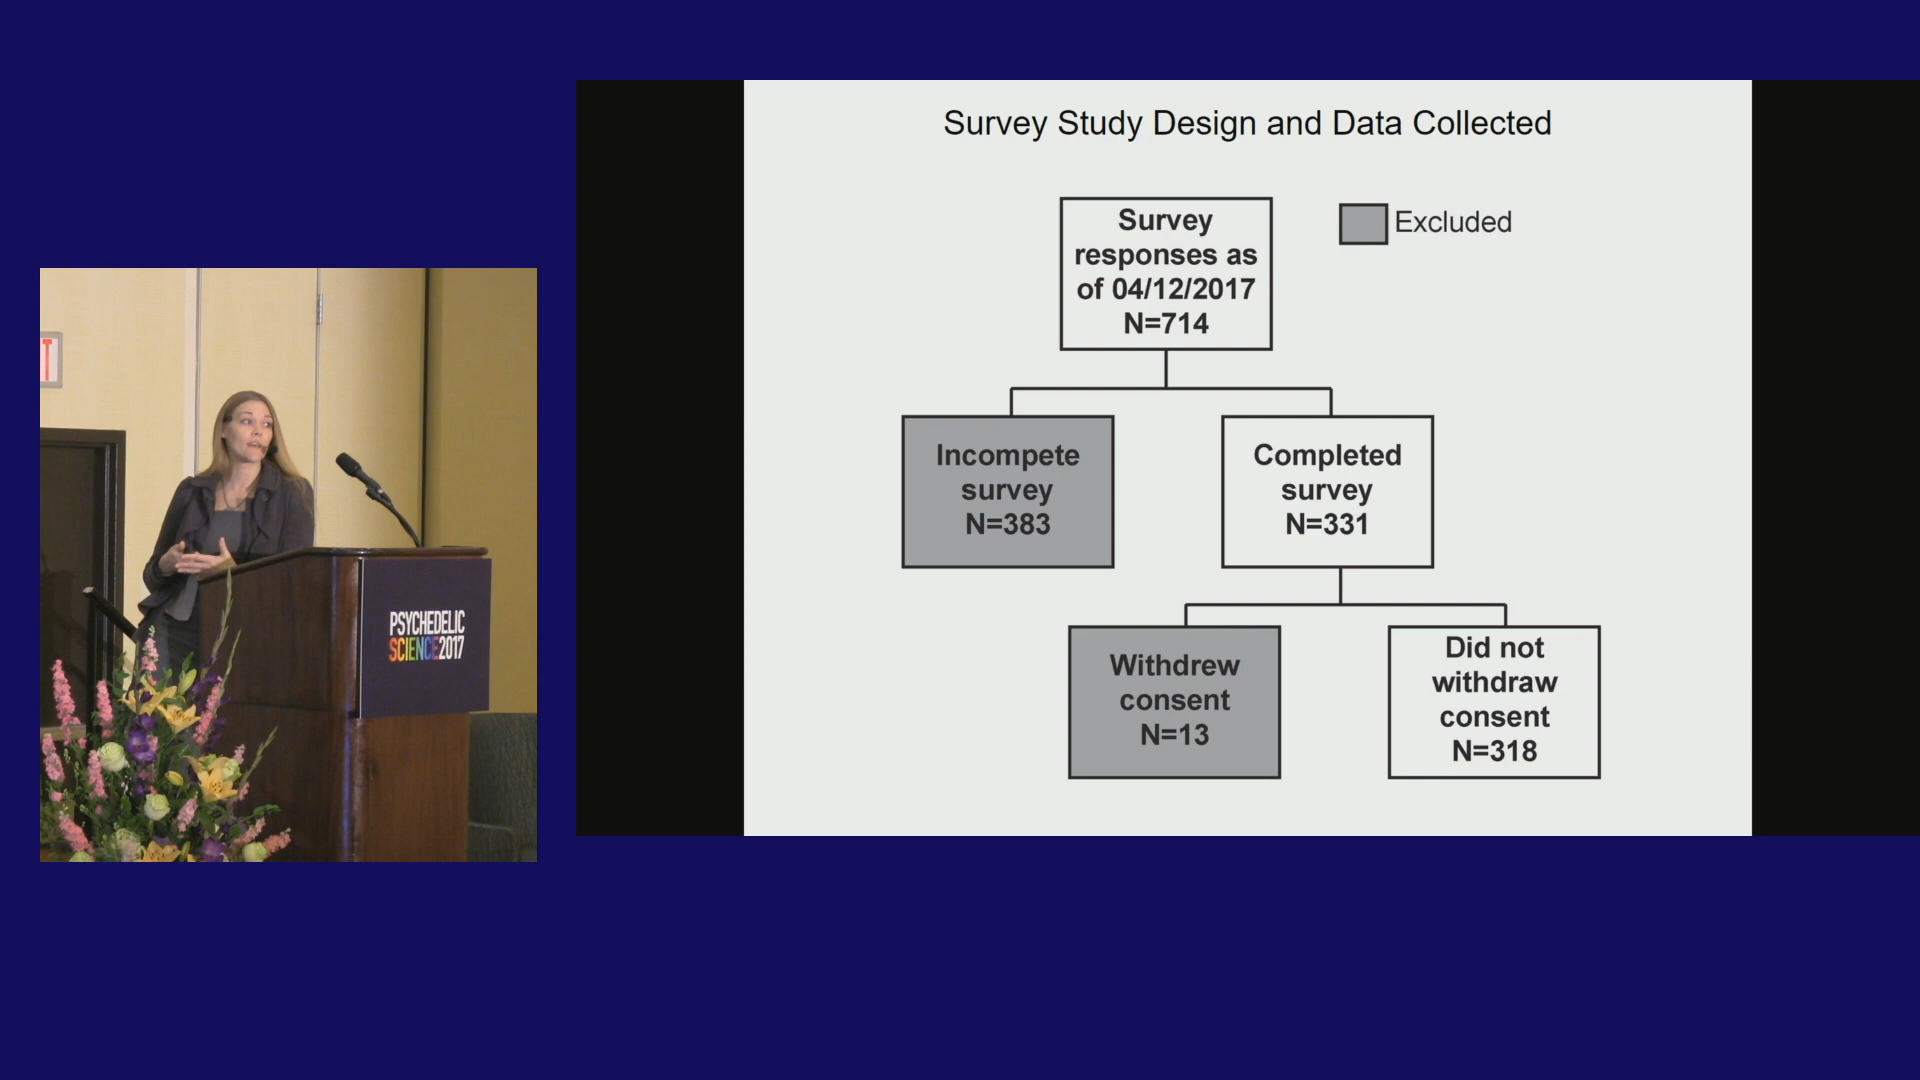 Survey Study Design and Data Collected
Survey
responses as
of 04/12/2017
N=714
Excluded
Incompete
survey
N=383
Completed
survey
N=331
Withdrew
consent
N=13
Did not
withdraw
consent
N=318
T
PSYCHEDELIC
SCIENCE2017